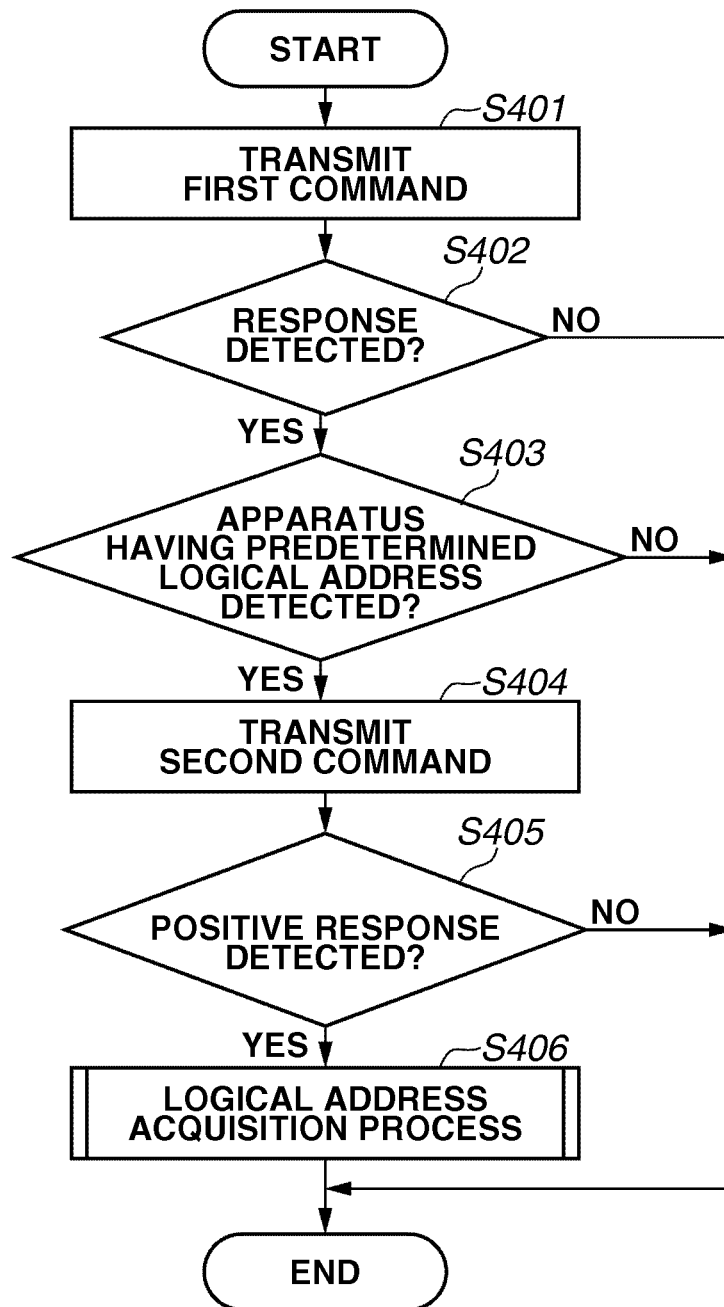 START
S401
TRANSMIT
FIRST COMMAND
S402
RESPONSE
DETECTED?
NO
YES
S403
APPARATUS
HAVING PREDETERMINED
LOGICAL ADDRESS
DETECTED?
NO
YES
S404
TRANSMIT
SECOND COMMAND
S405
POSITIVE RESPONSE
DETECTED?
NO
YES
S406
LOGICAL ADDRESS
ACQUISITION PROCESS
END